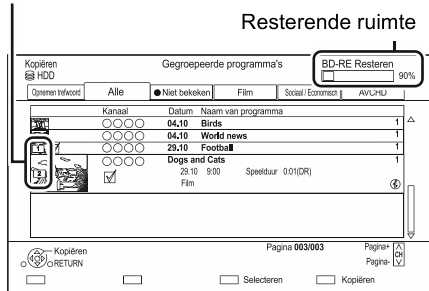 Resterende ruimte
Kopiëren
HDD
Gegroepeerde programma's
BD-RE Resteren
90%
Opnemen trefwoord Alle Niet bekeken Film Sociaal / Economisch AVCHD
Kanaal Datum Naam van programma
04.10 Birds 1
04.10 World news 1
1 29.10 Football 1
Dogs and Cats 1
2 29.10 9:00 Speelduur 0:01(DR)
Film
Kopiëren
OK
RETURN
Pagina 003/003
Pagina+
CH
Pagina-
Selecteren Kopiëren